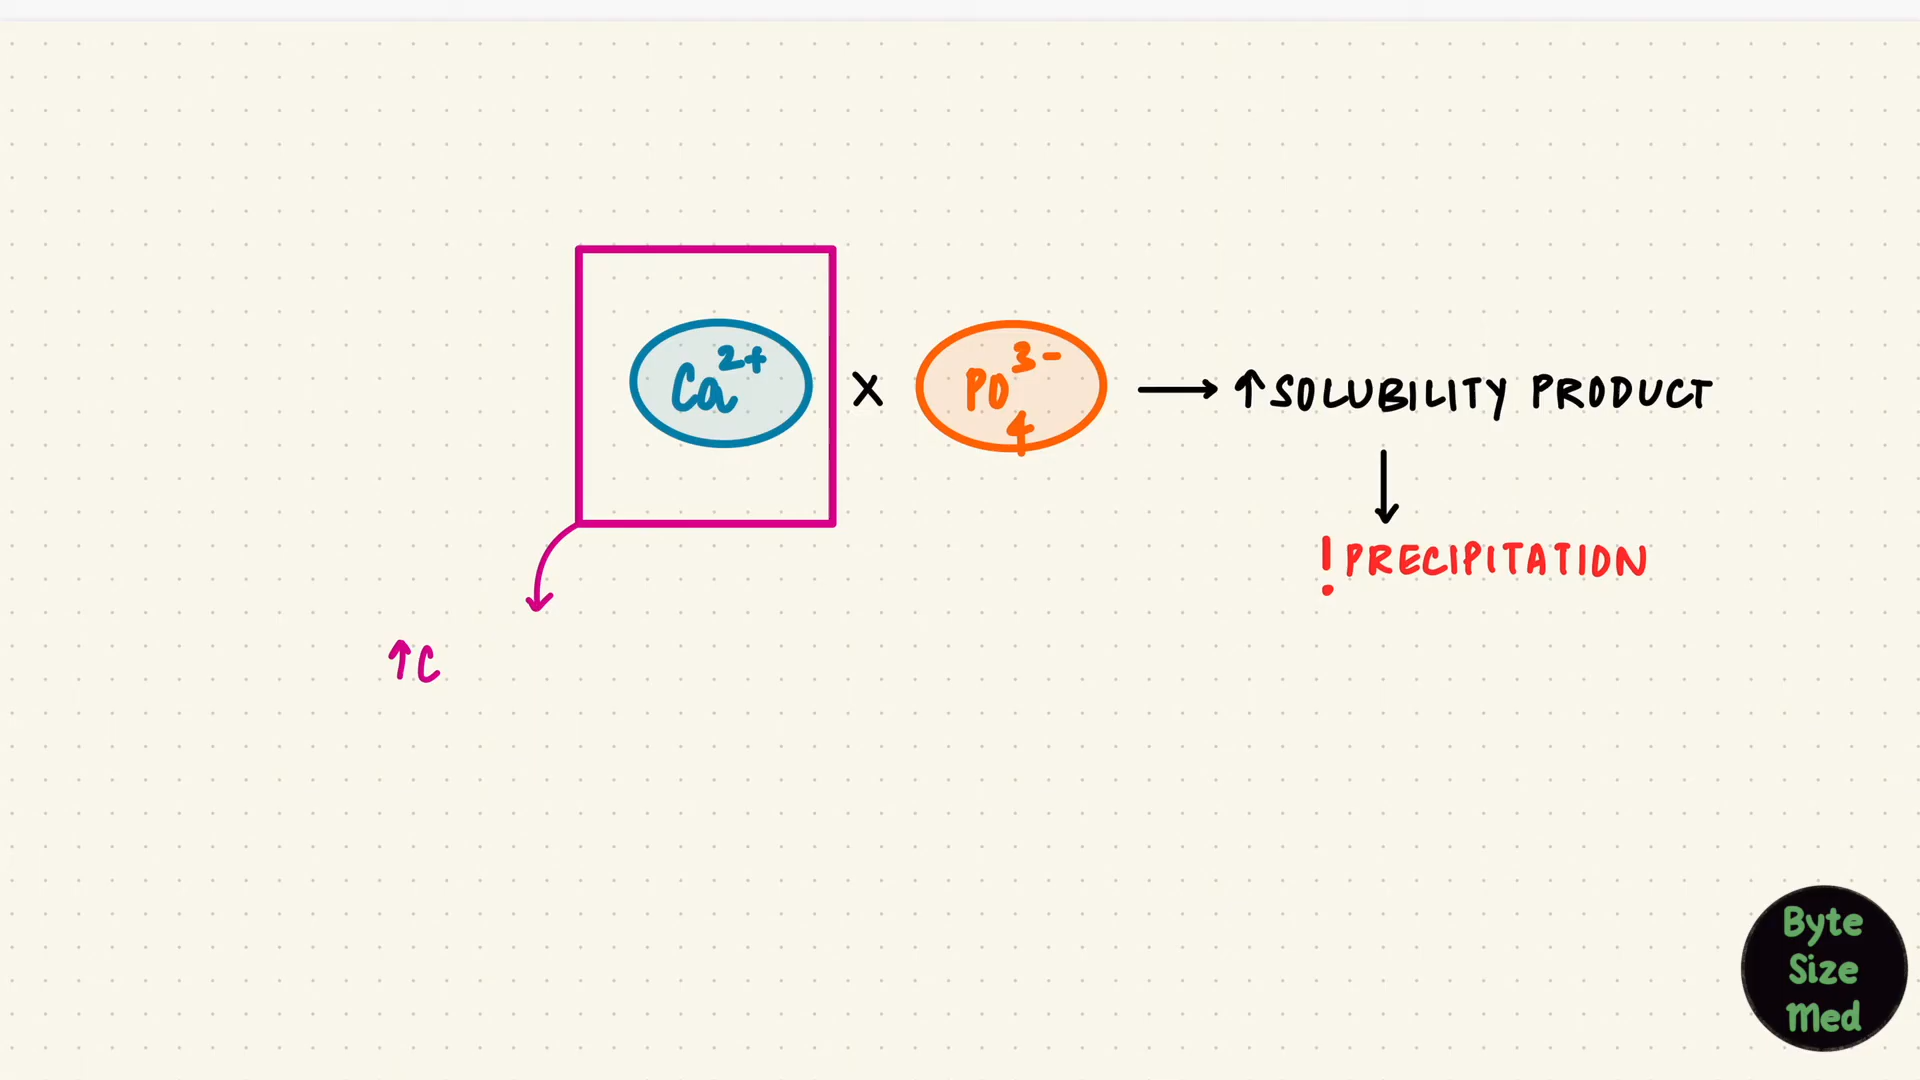 Ca²⁺ X PO₄³⁻ → ↑SOLUBILITY PRODUCT
↓
! PRECIPITATION
↑C
Byte
Size
Med